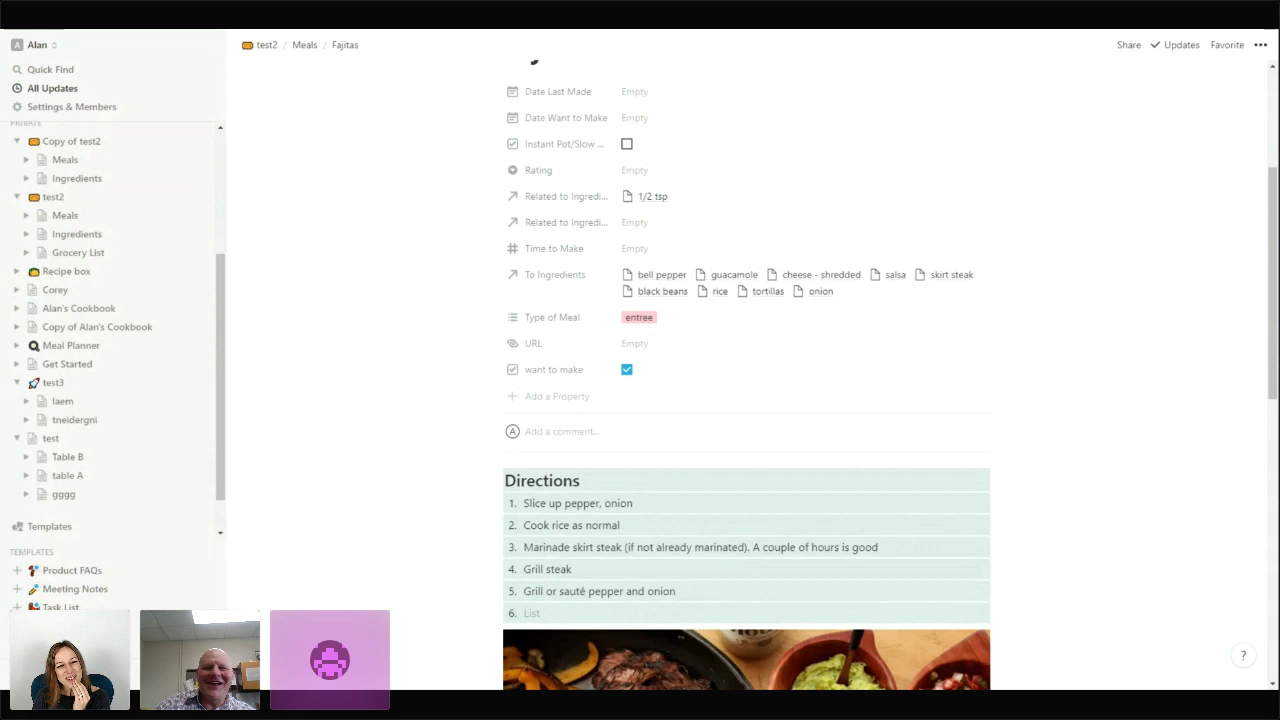 A Alan
Quick Find
All Updates
Settings & Members
PRIVATE
Copy of test2
Meals
Ingredients
test2
Meals
Ingredients
Grocery List
Recipe box
Corey
Alan's Cookbook
Copy of Alan's Cookbook
Meal Planner
Get Started
test3
laem
tneidergni
test
Table B
table A
gggg
Templates
TEMPLATES
Product FAQs
Meeting Notes
Task List
test2 / Meals / Fajitas
Share Updates Favorite
Date Last Made Empty
Date Want to Make Empty
Instant Pot/Slow ...
Rating Empty
Related to Ingredi... 1/2 tsp
Related to Ingredi... Empty
Time to Make Empty
To Ingredients bell pepper guacamole cheese - shredded salsa skirt steak
black beans rice tortillas onion
Type of Meal entree
URL Empty
want to make
Add a Property
A Add a comment...
Directions
1. Slice up pepper, onion
2. Cook rice as normal
3. Marinade skirt steak (if not already marinated). A couple of hours is good
4. Grill steak
5. Grill or sauté pepper and onion
6. List
?